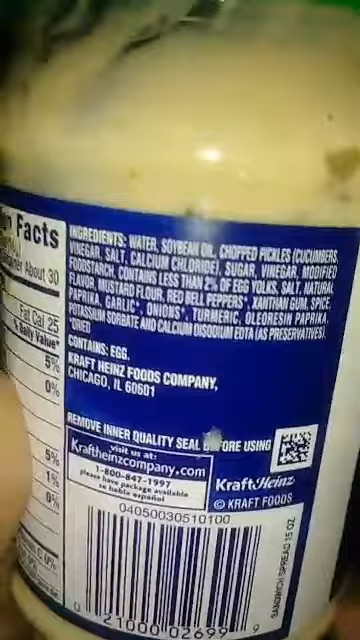 Facts
About 30
Fat Cal 25
% Daily Value*
5%
0%
5%
1%
0%
0%
INGREDIENTS: WATER, SOYBEAN OIL, CHOPPED PICKLES (CUCUMBERS,
VINEGAR, SALT, CALCIUM CHLORIDE), SUGAR, VINEGAR, MODIFIED
FOODSTARCH, CONTAINS LESS THAN 2% OF EGG YOLKS, SALT, NATURAL
FLAVOR, MUSTARD FLOUR, RED BELL PEPPERS*, XANTHAN GUM, SPICE,
PAPRIKA, GARLIC*, ONIONS*, TURMERIC, OLEORESIN PAPRIKA,
POTASSIUM SORBATE AND CALCIUM DISODIUM EDTA (AS PRESERVATIVES).
*DRIED
CONTAINS: EGG.
KRAFT HEINZ FOODS COMPANY,
CHICAGO, IL 60601
REMOVE INNER QUALITY SEAL BEFORE USING
visit us at:
Kraftheinzcompany.com
1-800-847-1997
please have package available
se habla español
KraftHeinz
© KRAFT FOODS
04050030510100
SANDWICH SPREAD 15 OZ
0 21000 02699 9